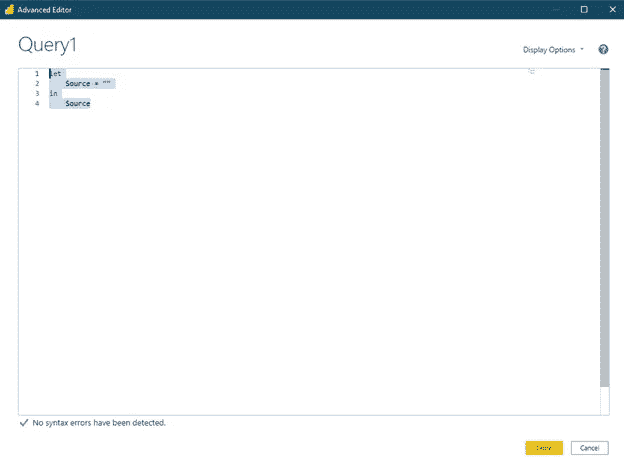 Advanced Editor
Query1
Display Options
?
1 let
2 Source = ""
3 in
4 Source
No syntax errors have been detected.
Done
Cancel